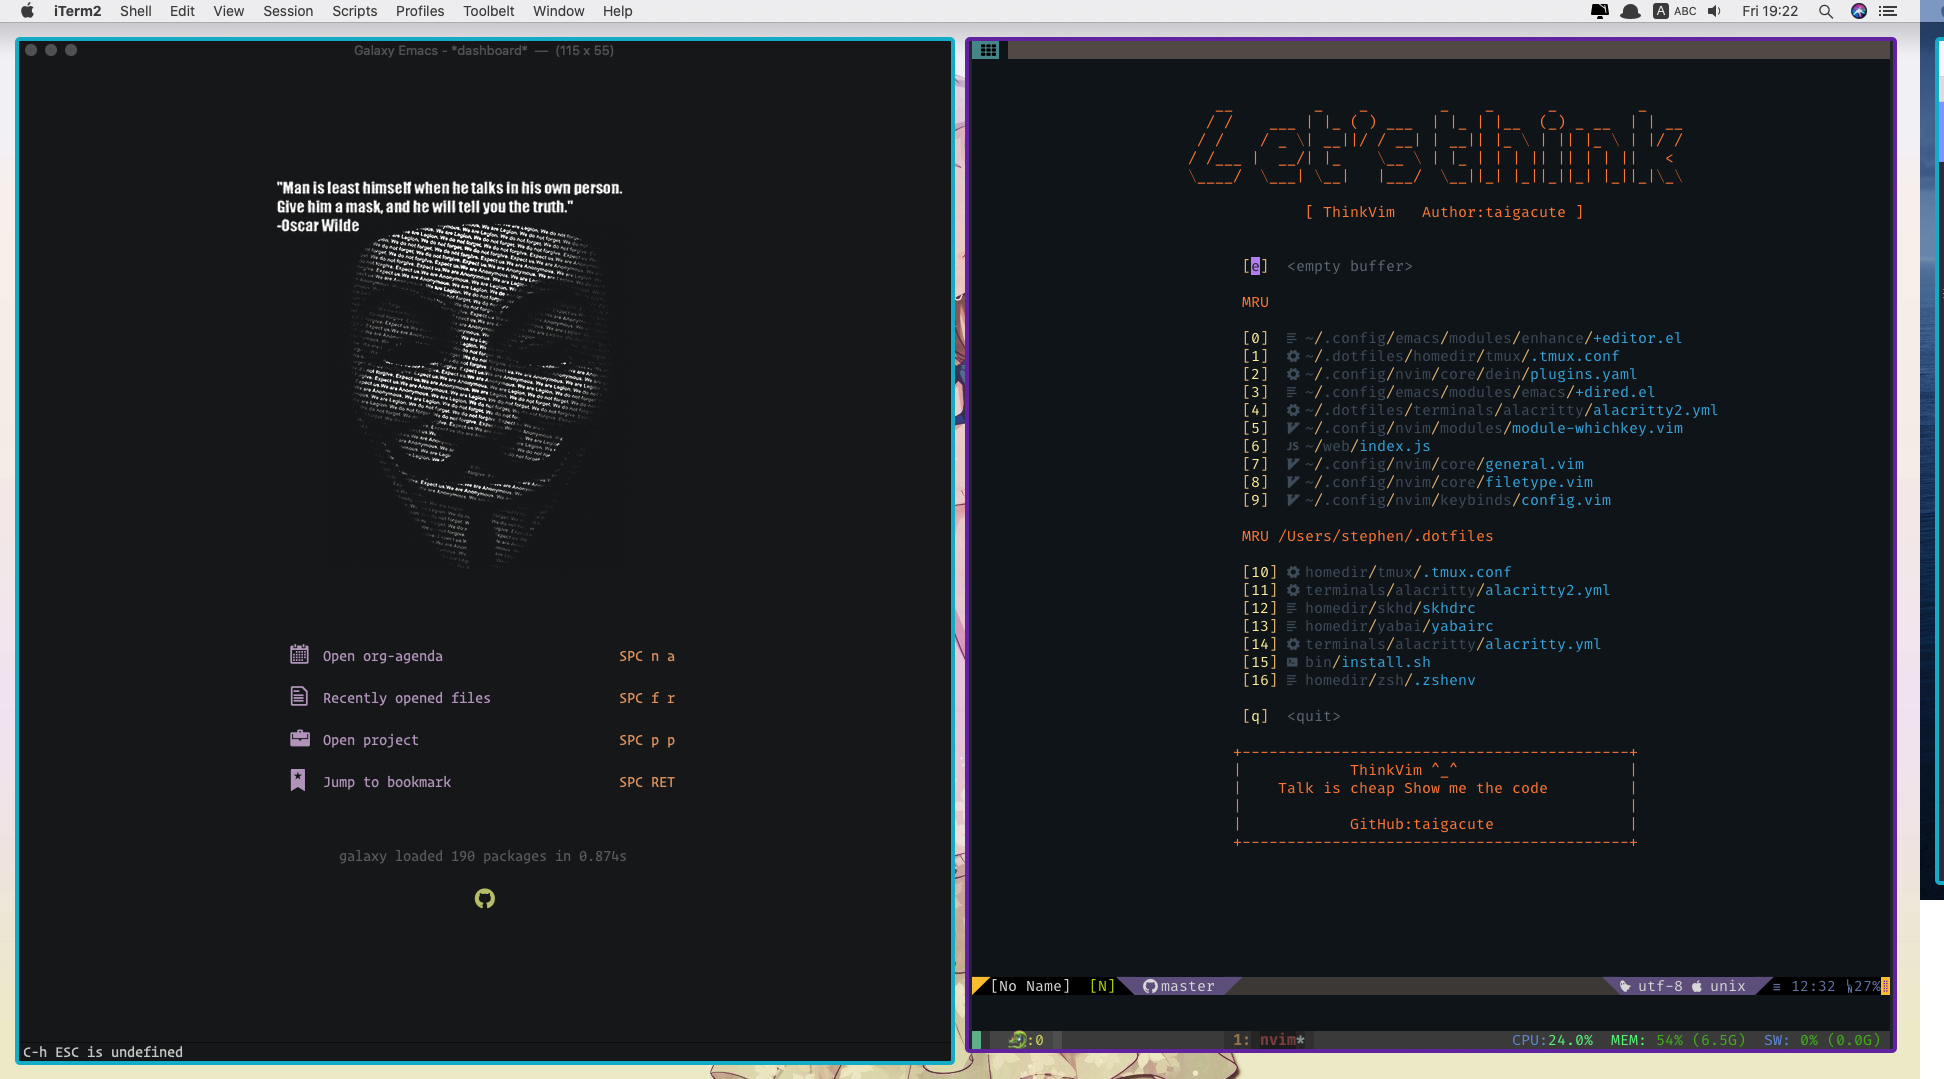 iTerm2 Shell Edit View Session Scripts Profiles Toolbelt Window Help
A ABC Fri 19:22
Galaxy Emacs - *dashboard* — (115 x 55)
"Man is least himself when he talks in his own person.
Give him a mask, and he will tell you the truth."
-Oscar Wilde
Open org-agenda SPC n a
Recently opened files SPC f r
Open project SPC p p
Jump to bookmark SPC RET
galaxy loaded 190 packages in 0.874s
C-h ESC is undefined
Let's think
[ ThinkVim Author:taigacute ]
[e] <empty buffer>
MRU
[0] ~/.config/emacs/modules/enhance/+editor.el
[1] ~/.dotfiles/homedir/tmux/.tmux.conf
[2] ~/.config/nvim/core/dein/plugins.yaml
[3] ~/.config/emacs/modules/emacs/+dired.el
[4] ~/.dotfiles/terminals/alacritty/alacritty2.yml
[5] ~/.config/nvim/modules/module-whichkey.vim
[6] JS ~/web/index.js
[7] ~/.config/nvim/core/general.vim
[8] ~/.config/nvim/core/filetype.vim
[9] ~/.config/nvim/keybinds/config.vim
MRU /Users/stephen/.dotfiles
[10] homedir/tmux/.tmux.conf
[11] terminals/alacritty/alacritty2.yml
[12] homedir/skhd/skhdrc
[13] homedir/yabai/yabairc
[14] terminals/alacritty/alacritty.yml
[15] bin/install.sh
[16] homedir/zsh/.zshenv
[q] <quit>
ThinkVim ^_^
Talk is cheap Show me the code
GitHub:taigacute
[No Name] [N] master utf-8 unix ≡ 12:32 27%
:0 1: nvim* CPU:24.0% MEM: 54% (6.5G) SW: 0% (0.0G)